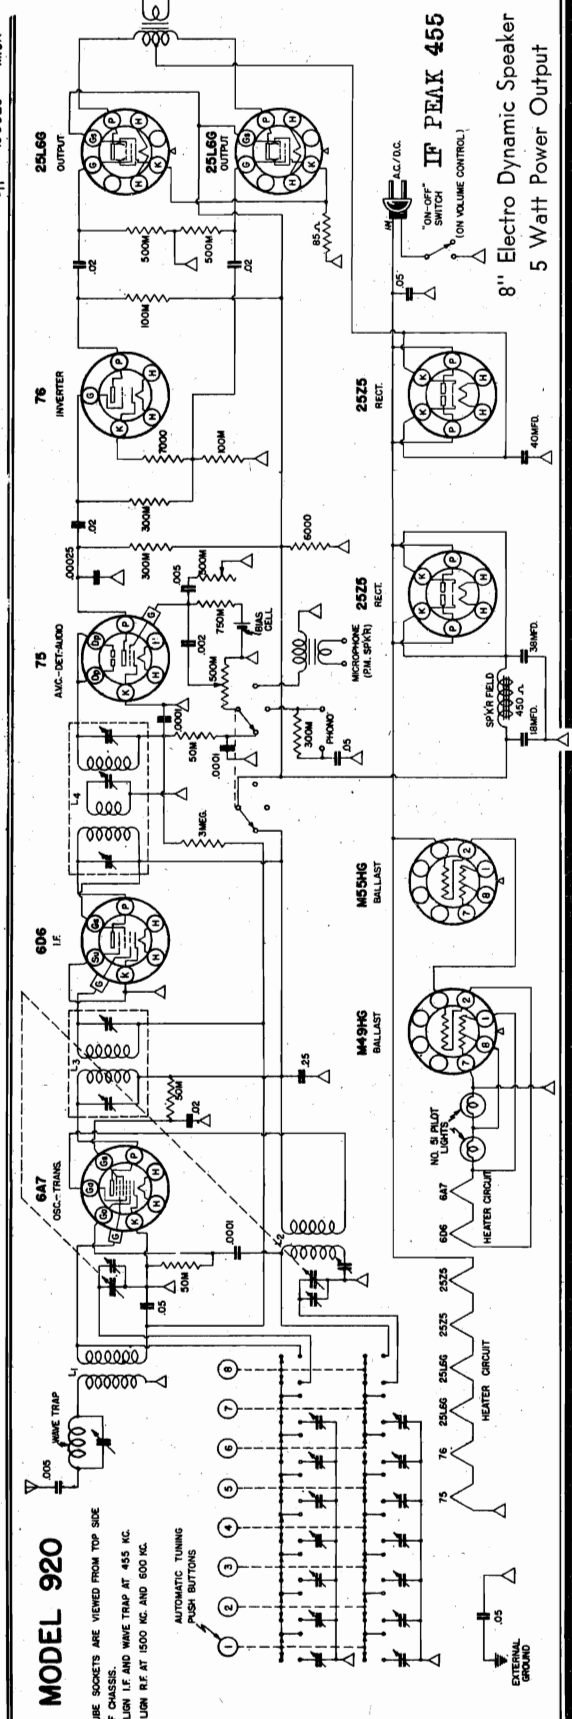 MODEL 920
UBE SOCKETS ARE VIEWED FROM TOP SIDE
F CHASSIS.
LIGN I.F. AND WAVE TRAP AT 455 KC.
LIGN R.F. AT 1500 KC. AND 600 KC.
.005
WAVE TRAP
L1
6A7
OSC.-TRANS.
6D6
I.F.
75
A.V.C.-DET.-AUDIO
76
INVERTER
25L6G
OUTPUT
25L6G
OUTPUT
L3
L4
L2
.05
50M
.0001
50M
.02
.25
3 MEG.
.0001
50M
.0001
.00025
.02
300M
300M
.005
500M
.002
750M
BIAS
CELL
500M
6000
MICROPHONE
(P.M. SPK'R)
300M
PHONO
.05
7000
100M
100M
.02
.02
500M
500M
85Ω
AUTOMATIC TUNING
PUSH BUTTONS
1
2
3
4
5
6
7
8
EXTERNAL
GROUND
.05
75
76
25L6G
25L6G
25Z5
25Z5
HEATER CIRCUIT
6D6
6A7
HEATER CIRCUIT
NO. 51 PILOT
LIGHTS
M49HG
BALLAST
M55HG
BALLAST
SPK'R FIELD
450 Ω
18MFD.
38MFD.
25Z5
RECT.
25Z5
RECT.
40MFD.
.05
A.C./D.C.
"ON-OFF"
SWITCH
(ON VOLUME CONTROL)
IF PEAK 455
8" Electro Dynamic Speaker
5 Watt Power Output